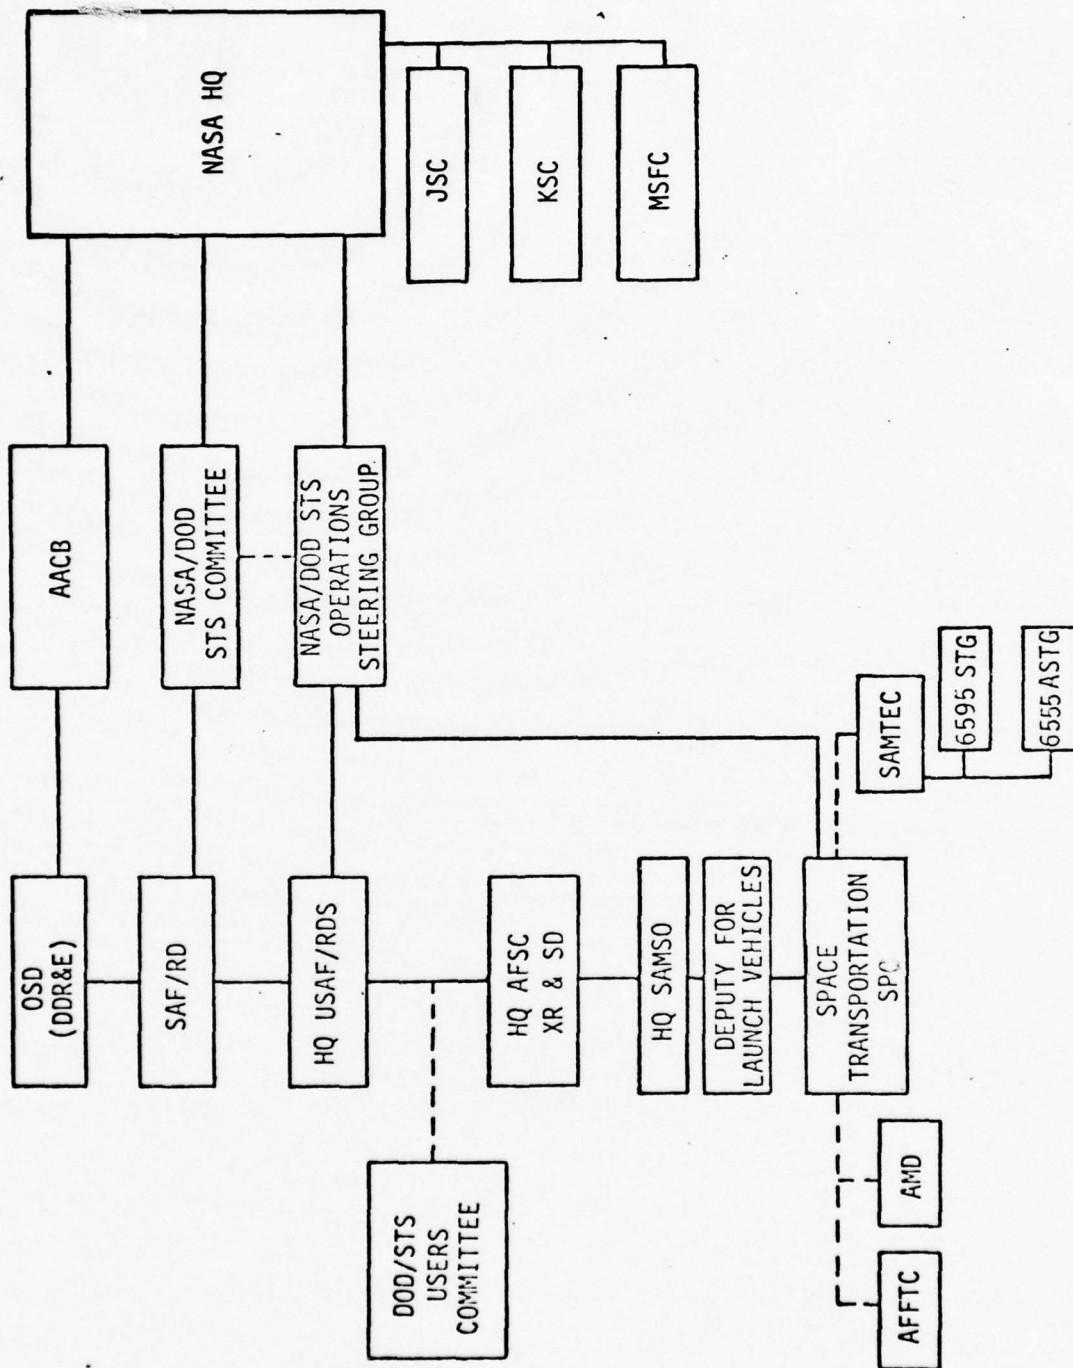 OSD
(DDR&E)
AACB
NASA HQ
SAF/RD
NASA/DOD
STS COMMITTEE
HQ USAF/RDS
NASA/DOD STS
OPERATIONS
STEERING GROUP
JSC
KSC
MSFC
DOD/STS
USERS
COMMITTEE
HQ AFSC
XR & SD
HQ SAMSO
DEPUTY FOR
LAUNCH VEHICLES
SPACE
TRANSPORTATION
SPO
SAMTEC
6595 STG
6555 ASTG
AFFTC
AMD